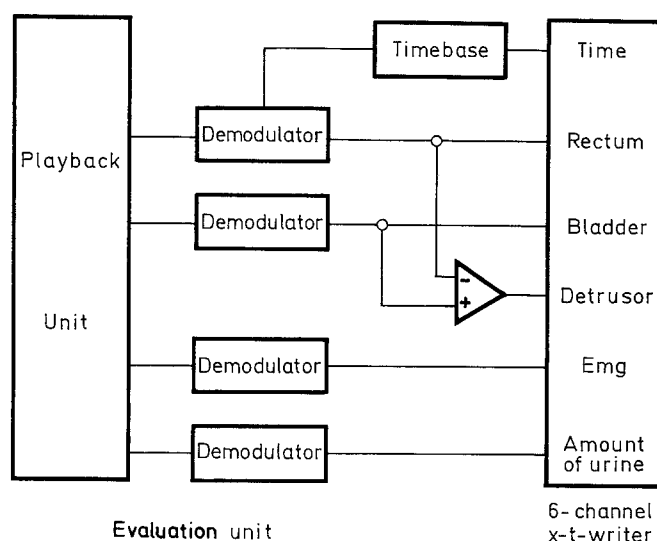 Timebase
Time
Demodulator
Rectum
Playback
Demodulator
Bladder
-
+
Detrusor
Unit
Demodulator
Emg
Demodulator
Amount
of urine
Evaluation unit
6-channel
x-t-writer